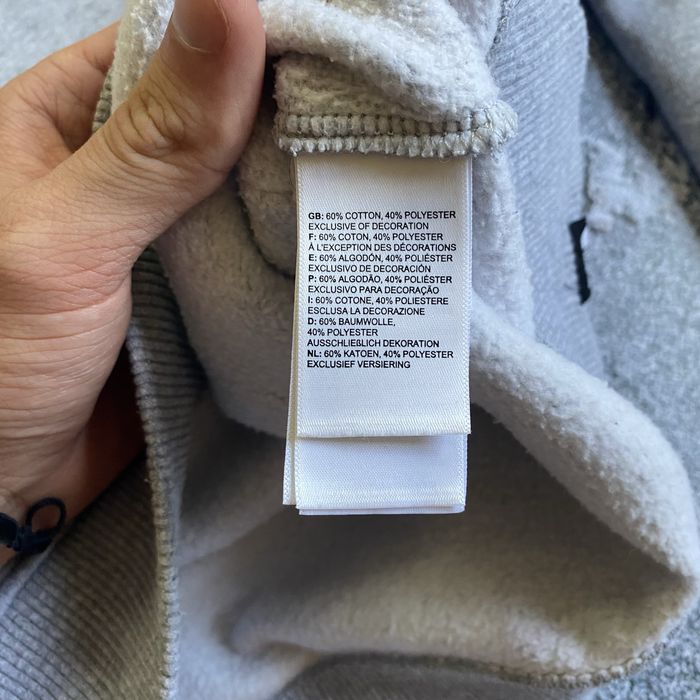 GB: 60% COTTON, 40% POLYESTER
EXCLUSIVE OF DECORATION
F: 60% COTON, 40% POLYESTER
À L'EXCEPTION DES DÉCORATIONS
E: 60% ALGODÓN, 40% POLIÉSTER
EXCLUSIVO DE DECORACIÓN
P: 60% ALGODÃO, 40% POLIÉSTER
EXCLUSIVO PARA DECORAÇÃO
I: 60% COTONE, 40% POLIESTERE
ESCLUSA LA DECORAZIONE
D: 60% BAUMWOLLE,
40% POLYESTER
AUSSCHLIEßLICH DEKORATION
NL: 60% KATOEN, 40% POLYESTER
EXCLUSIEF VERSIERING